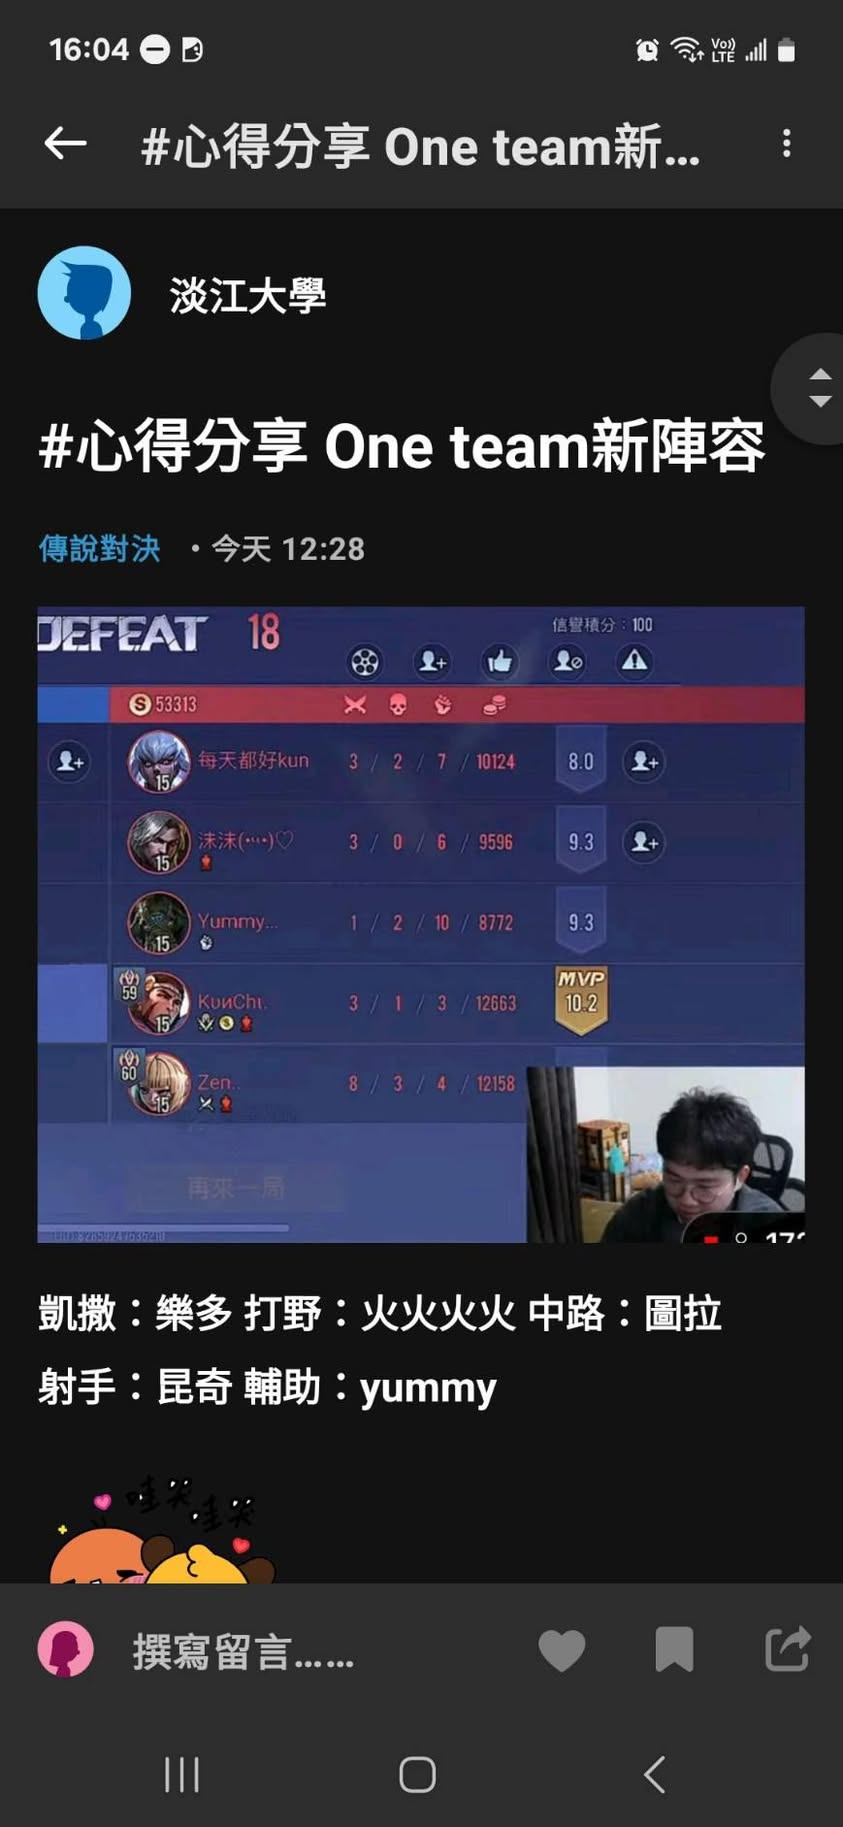 16:04
Vo)) LTE
#心得分享 One team新...
淡江大學
#海得分享 One team新陣容
傳說對決 ・今天 12:28
DEFEAT 18 信譽積分：100
S 53313
每天都好kun 3 / 2 / 7 / 10124 8.0
15
沫沫(•ᐢ•)♡ 3 / 0 / 6 / 9596 9.3
15
Yummy... 1 / 2 / 10 / 8772 9.3
15
59 KuиChι. 3 / 1 / 3 / 12663 MVP 10.2
15
60 Zen.. 8 / 3 / 4 / 12158
15
再來一局
凱撒：樂多 打野：火火火火 中路：圖拉
射手：昆奇 輔助：yummy
哇哭
哇哭
撰寫留言……